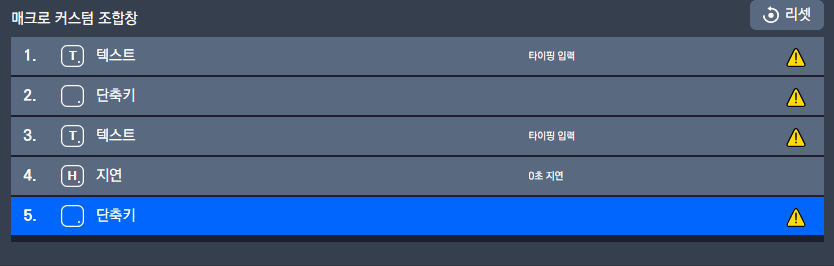 매크로 커스텀 조합창 리셋
1. T. 텍스트 타이핑 입력
2. . 단축키
3. T. 텍스트 타이핑 입력
4. H. 지연 0초 지연
5. . 단축키